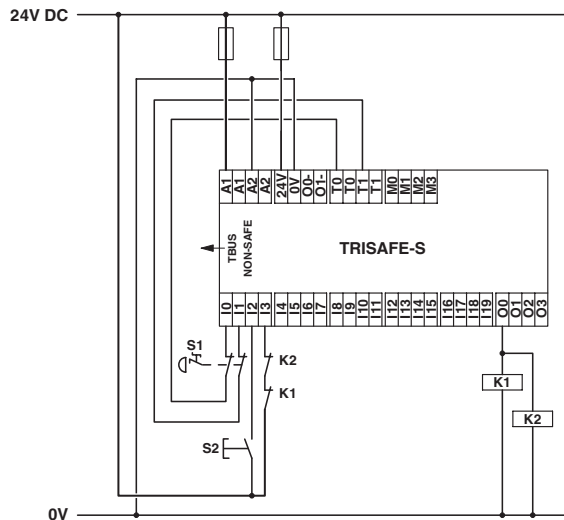 24V DC
A1 A1 A2 A2 24V 0V O0- O1- T0 T0 T1 T1 M0 M1 M2 M3
TBUS
NON-SAFE
TRISAFE-S
I0 I1 I2 I3 I4 I5 I6 I7 I8 I9 I10 I11 I12 I13 I14 I15 I16 I17 I18 I19 O0 O1 O2 O3
S1
K2
K1
K1
K2
S2
0V